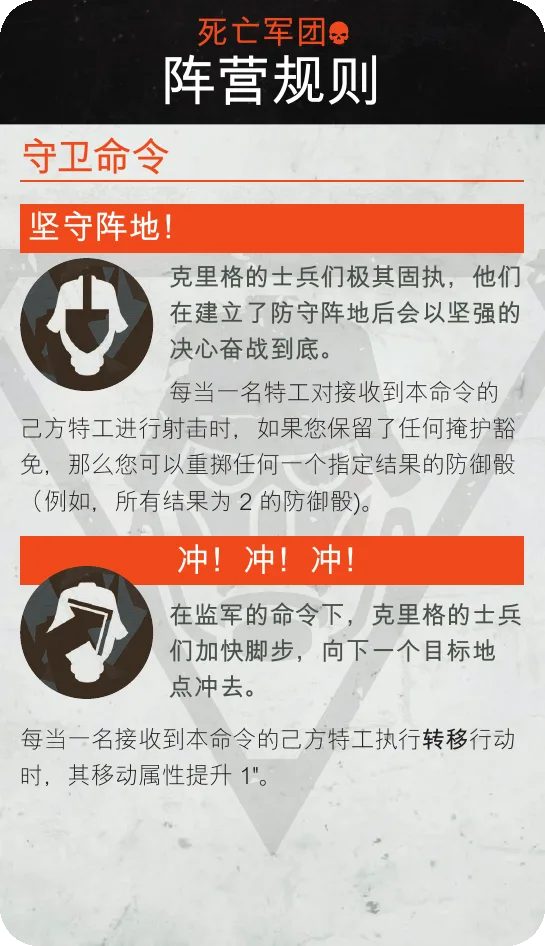 死亡军团
阵营规则
守卫命令
坚守阵地！
克里格的士兵们极其固执，他们
在建立了防守阵地后会以坚强的
决心奋战到底。
每当一名特工对接收到本命令的
己方特工进行射击时，如果您保留了任何掩护豁
免，那么您可以重掷任何一个指定结果的防御骰
（例如，所有结果为 2 的防御骰)。
冲！冲！冲！
在监军的命令下，克里格的士兵
们加快脚步，向下一个目标地
点冲去。
每当一名接收到本命令的己方特工执行转移行动
时，其移动属性提升 1"。